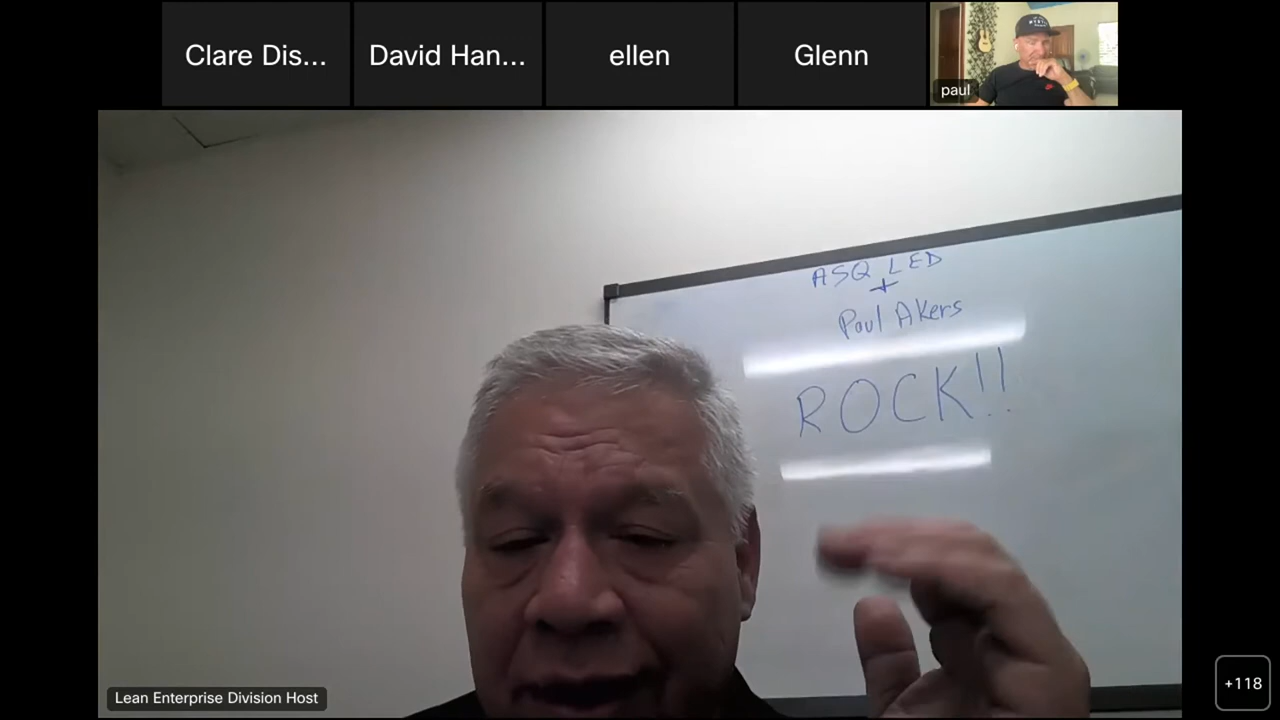 Clare Dis...
David Han...
ellen
Glenn
paul
ASQ LED
+
Paul Akers
ROCK!!
Lean Enterprise Division Host
+118